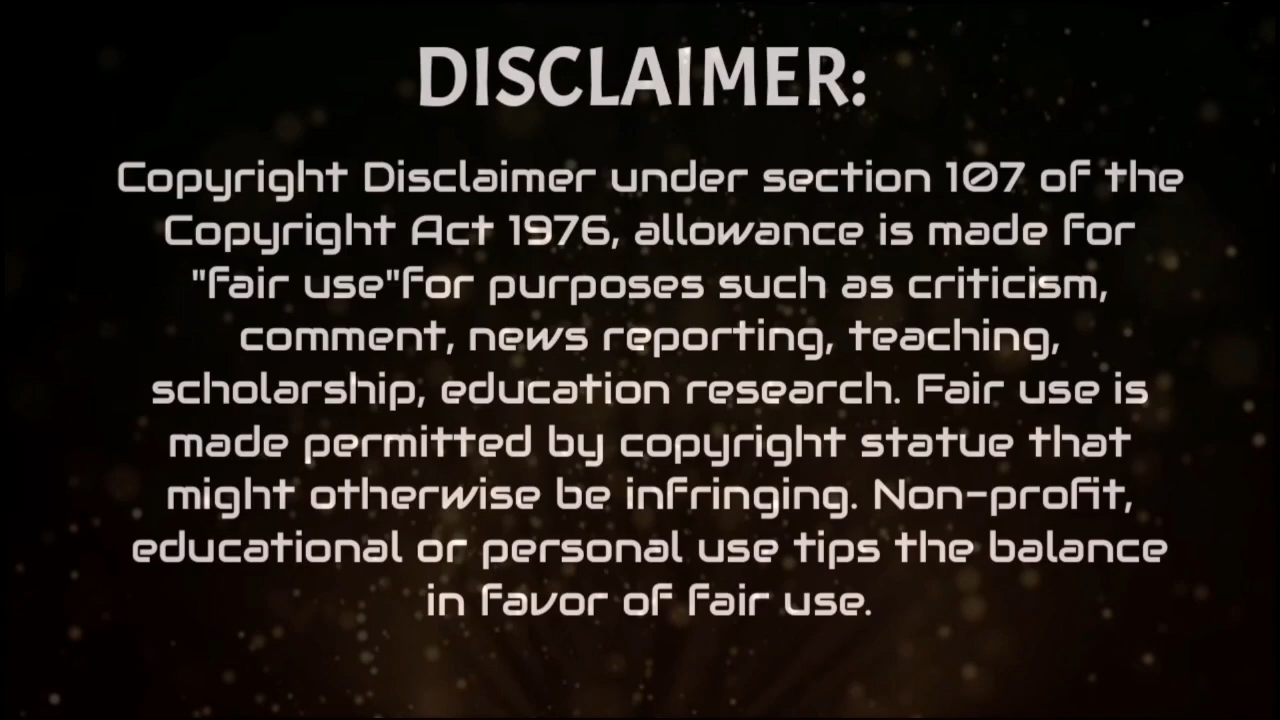 DISCLAIMER:
Copyright Disclaimer under section 107 of the
Copyright Act 1976, allowance is made for
"fair use"for purposes such as criticism,
comment, news reporting, teaching,
scholarship, education research. Fair use is
made permitted by copyright statue that
might otherwise be infringing. Non-profit,
educational or personal use tips the balance
in favor of fair use.